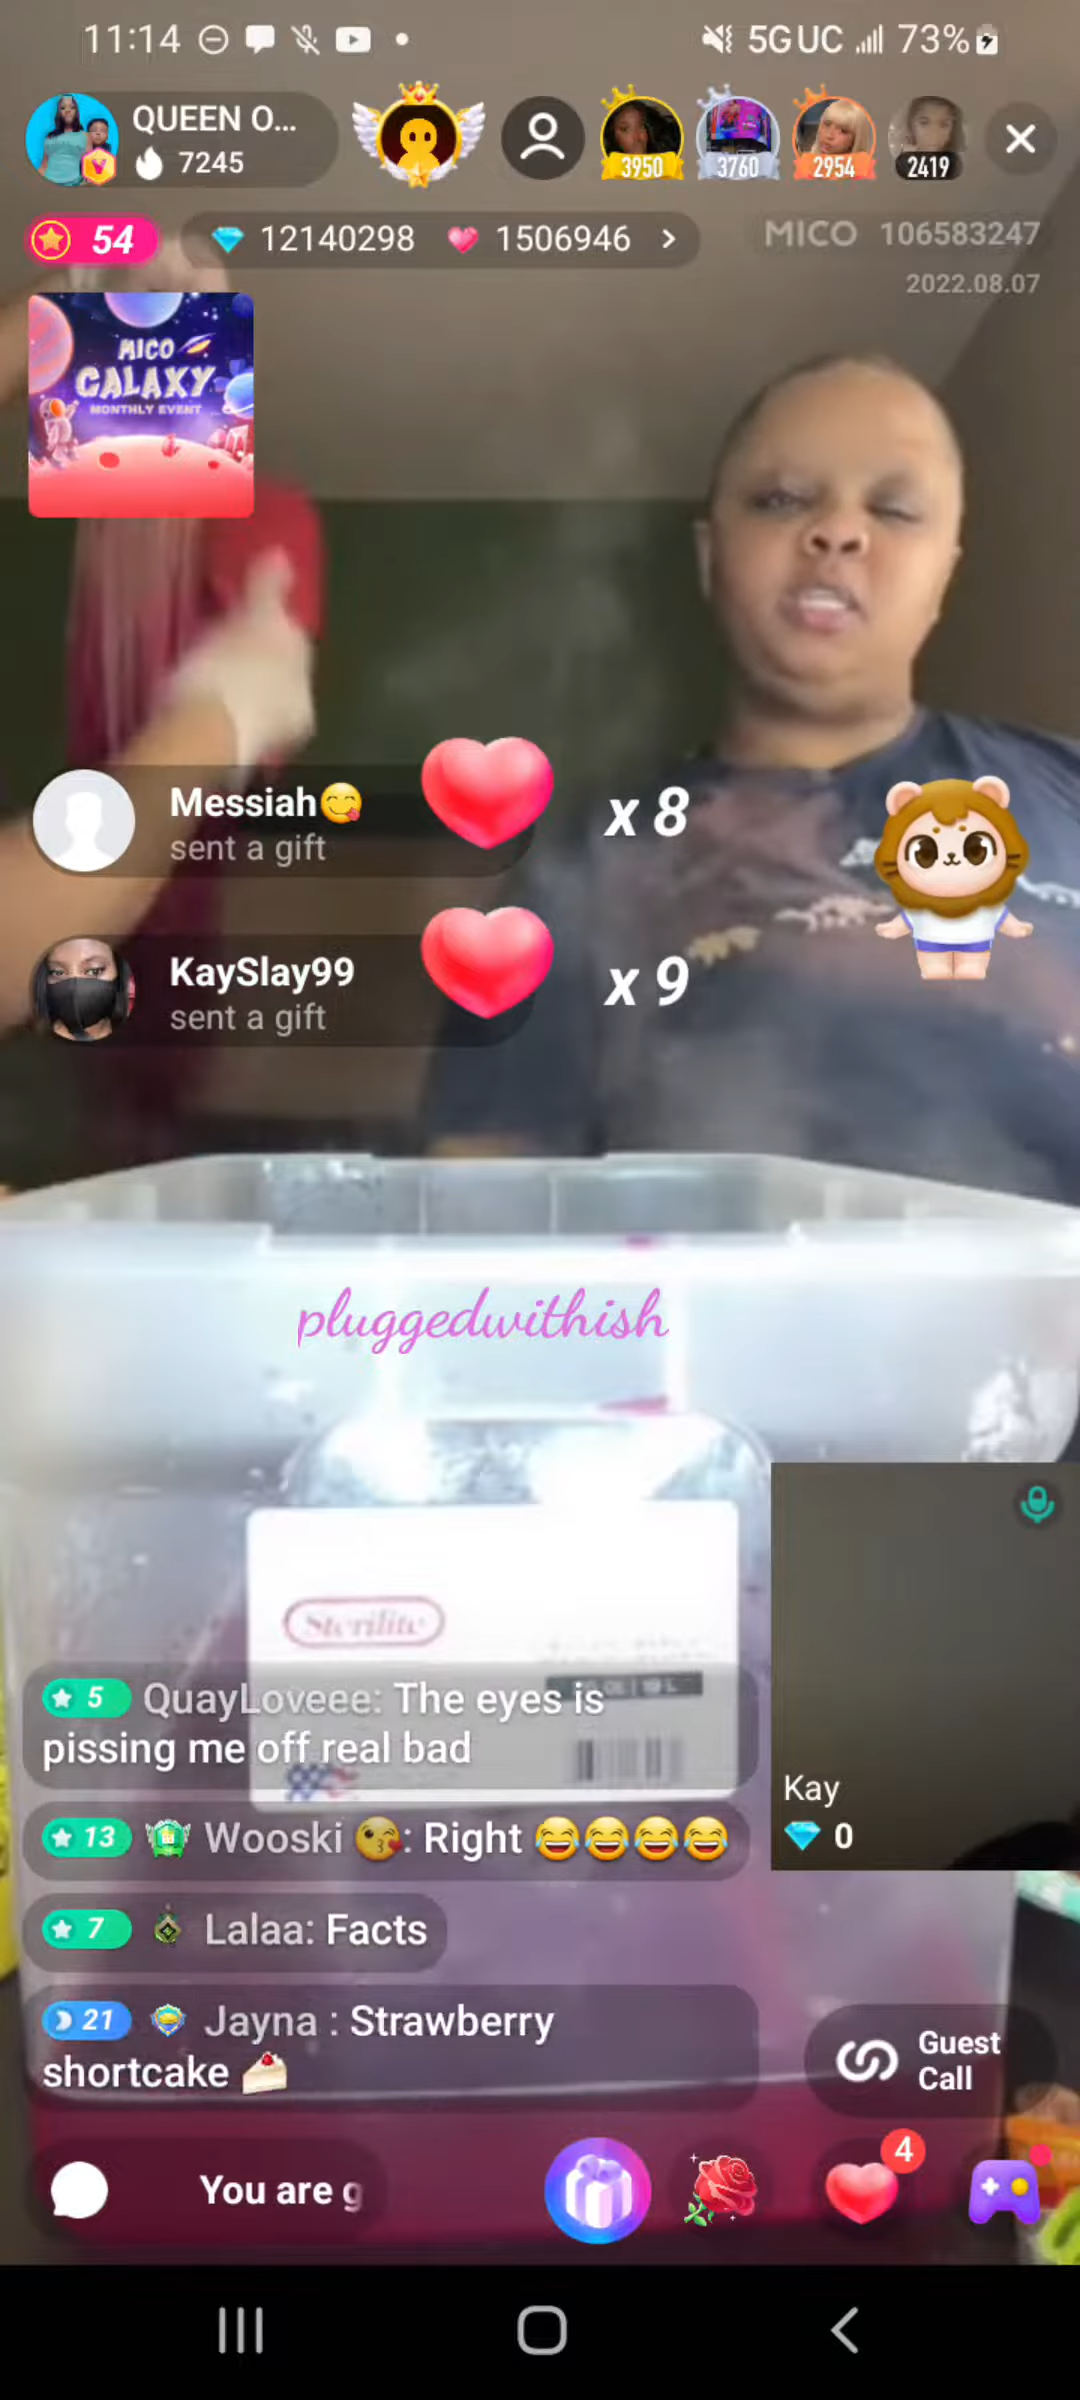 11:14
5G UC 73%
QUEEN O...
7245
3950
3760
2954
2419
54
12140298
1506946
MICO 106583247
2022.08.07
MICO
GALAXY
MONTHLY EVENT
Messiah😋
sent a gift
x 8
KaySlay99
sent a gift
x 9
pluggedwithish
Sterilite
5 QuayLoveee: The eyes is
pissing me off real bad
13 Wooski 😘: Right 😂😂😂😂
7 Lalaa: Facts
21 Jayna : Strawberry
shortcake 🍰
Kay
0
Guest
Call
You are g
4